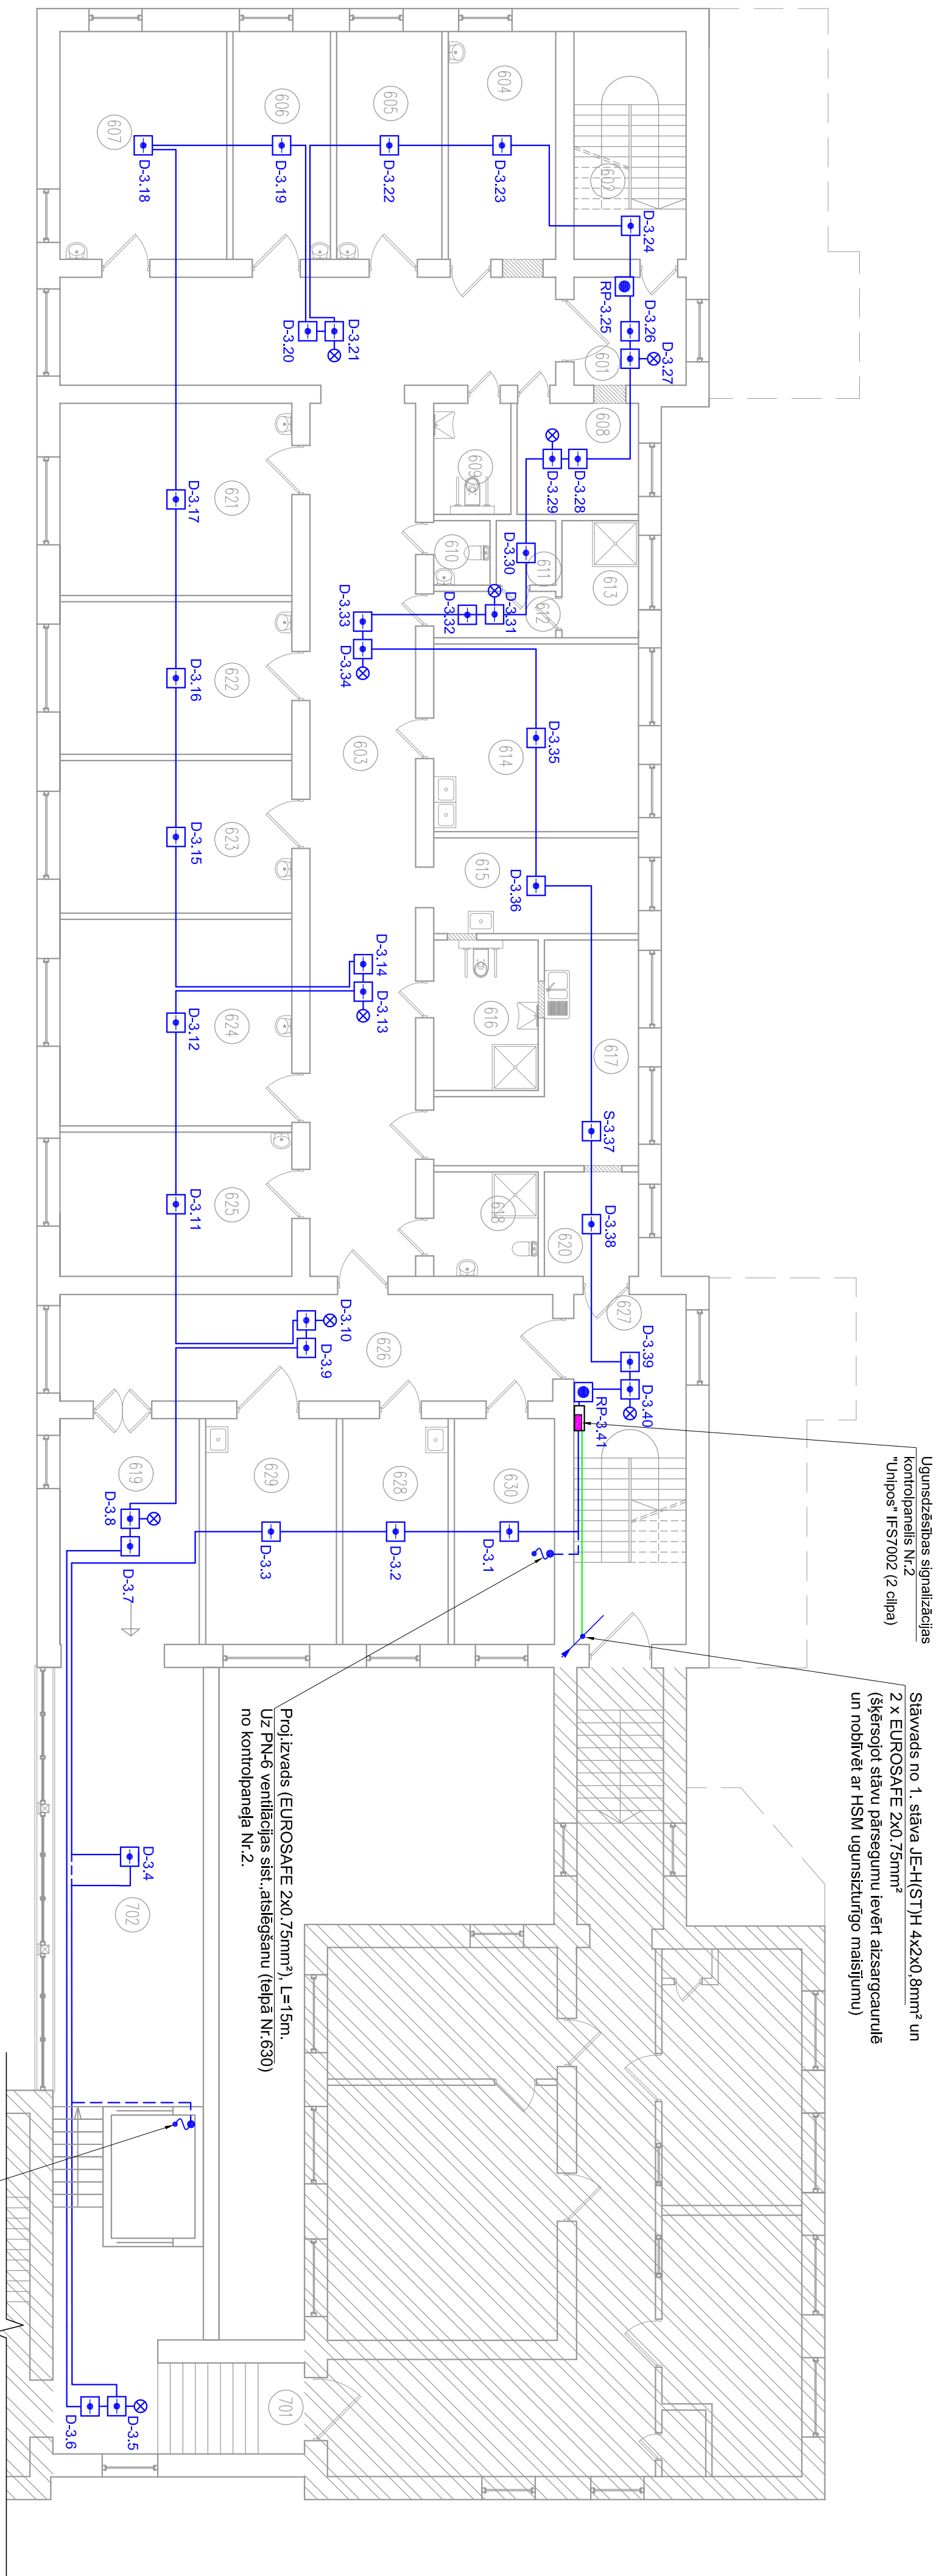 Ugunsdzēsības signalizācijas
kontrolpanelis Nr.2
"Unipos" IFS7002 (2 cilpa)
Stāvvads no 1. stāva JE-H(ST)H 4x2x0,8mm² un
2 x EUROSAFE 2x0.75mm²
(šķērsojot stāvu pārsegumu ievērt aizsargcaurulē
un noblīvēt ar HSM ugunsizturīgo maisījumu)
Proj.izvads (EUROSAFE 2x0.75mm²), L=15m.
Uz PN-6 ventilācijas sist.,atslēgšanu (telpā Nr.630)
no kontrolpaneļa Nr.2.
602
D-3.24
RP-3.25
D-3.26
D-3.27
601
604
D-3.23
605
D-3.22
606
D-3.19
607
D-3.18
D-3.21
D-3.20
608
D-3.28
D-3.29
609
610
D-3.30
611
613
612
D-3.31
D-3.32
D-3.33
D-3.34
603
621
D-3.17
622
D-3.16
623
D-3.15
624
D-3.12
625
D-3.11
614
D-3.35
615
D-3.36
616
617
S-3.37
D-3.14
D-3.13
618
620
D-3.38
627
D-3.39
D-3.40
RP-3.41
626
D-3.10
D-3.9
630
D-3.1
628
D-3.2
629
D-3.3
619
D-3.8
D-3.7
D-3.4
702
701
D-3.5
D-3.6